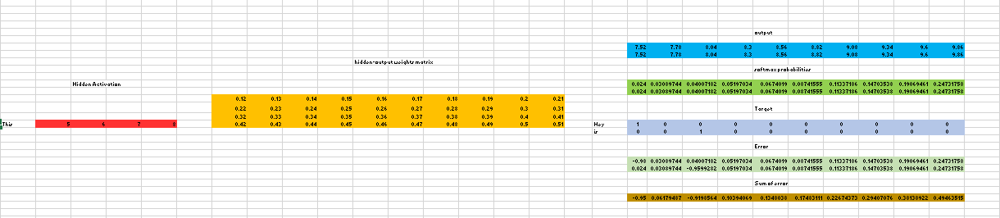 output
7.52 7.78 8.04 8.3 8.56 8.82 9.08 9.34 9.6 9.86
7.52 7.78 8.04 8.3 8.56 8.82 9.08 9.34 9.6 9.86
hidden-output weights matrix
softmax probabilities
Hidden Activation
0.024 0.03089744 0.04007182 0.05197034 0.0674019 0.08741555 0.11337186 0.14703538 0.19069461 0.24731758
0.024 0.03089744 0.04007182 0.05197034 0.0674019 0.08741555 0.11337186 0.14703538 0.19069461 0.24731758
0.12 0.13 0.14 0.15 0.16 0.17 0.18 0.19 0.2 0.21
Target
0.22 0.23 0.24 0.25 0.26 0.27 0.28 0.29 0.3 0.31
0.32 0.33 0.34 0.35 0.36 0.37 0.38 0.39 0.4 0.41
This 5 6 7 8 0.42 0.43 0.44 0.45 0.46 0.47 0.48 0.49 0.5 0.51 Hey 1 0 0 0 0 0 0 0 0 0
is 0 0 1 0 0 0 0 0 0 0
Error
-0.98 0.03089744 0.04007182 0.05197034 0.0674019 0.08741555 0.11337186 0.14703538 0.19069461 0.24731758
0.024 0.03089744 -0.9599282 0.05197034 0.0674019 0.08741555 0.11337186 0.14703538 0.19069461 0.24731758
Sum of error
-0.95 0.06179487 -0.9198564 0.10394069 0.1348038 0.17483111 0.22674373 0.29407076 0.38138922 0.49463515